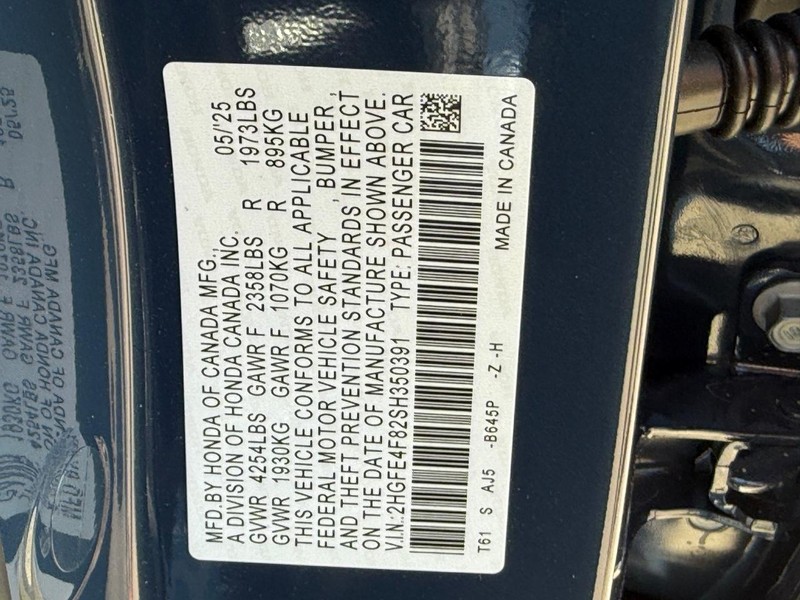 MFD.BY HONDA OF CANADA MFG., 05/'25
A DIVISION OF HONDA CANADA INC.
GVWR 4254LBS GAWR F 2358LBS R 1973LBS
GVWR 1930KG GAWR F 1070KG R 895KG
THIS VEHICLE CONFORMS TO ALL APPLICABLE
FEDERAL MOTOR VEHICLE SAFETY , BUMPER ,
AND THEFT PREVENTION STANDARDS IN EFFECT
ON THE DATE OF MANUFACTURE SHOWN ABOVE.
V.I.N.:2HGFE4F82SH350391 TYPE: PASSENGER CAR
T61 S AJ5 -B645P -Z -H MADE IN CANADA